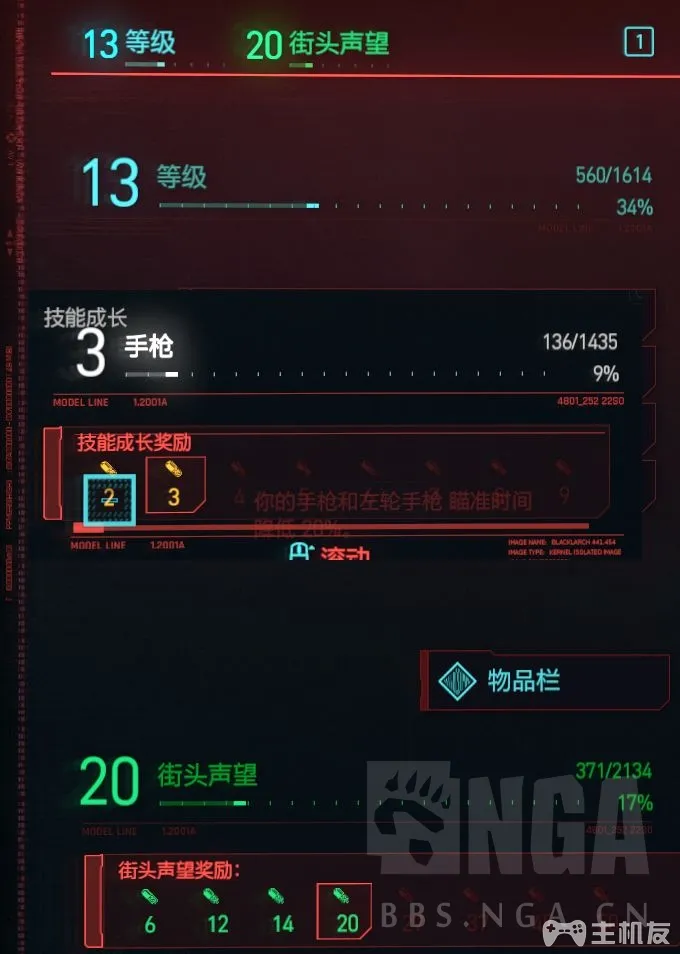 13 等级 20 街头声望 1
13 等级 560/1614
34%
MODEL LINE 1.2001A
技能成长
3 手枪 136/1435
9%
MODEL LINE 1.2001A 4801_252 2280
技能成长奖励
2 3 4 9
你的手枪和左轮手枪 瞄准时间
降低 20%。
MODEL LINE 1.2001A
IMAGE NAME: BLACKLARCH 441.454
IMAGE TYPE: KERNEL ISOLATED IMAGE
滚动
物品栏
20 街头声望 371/2134
17%
MODEL LINE 1.2001A 4801_252 2280
街头声望奖励:
6 12 14 20
NGA
BBS.NGA.CN
主机友